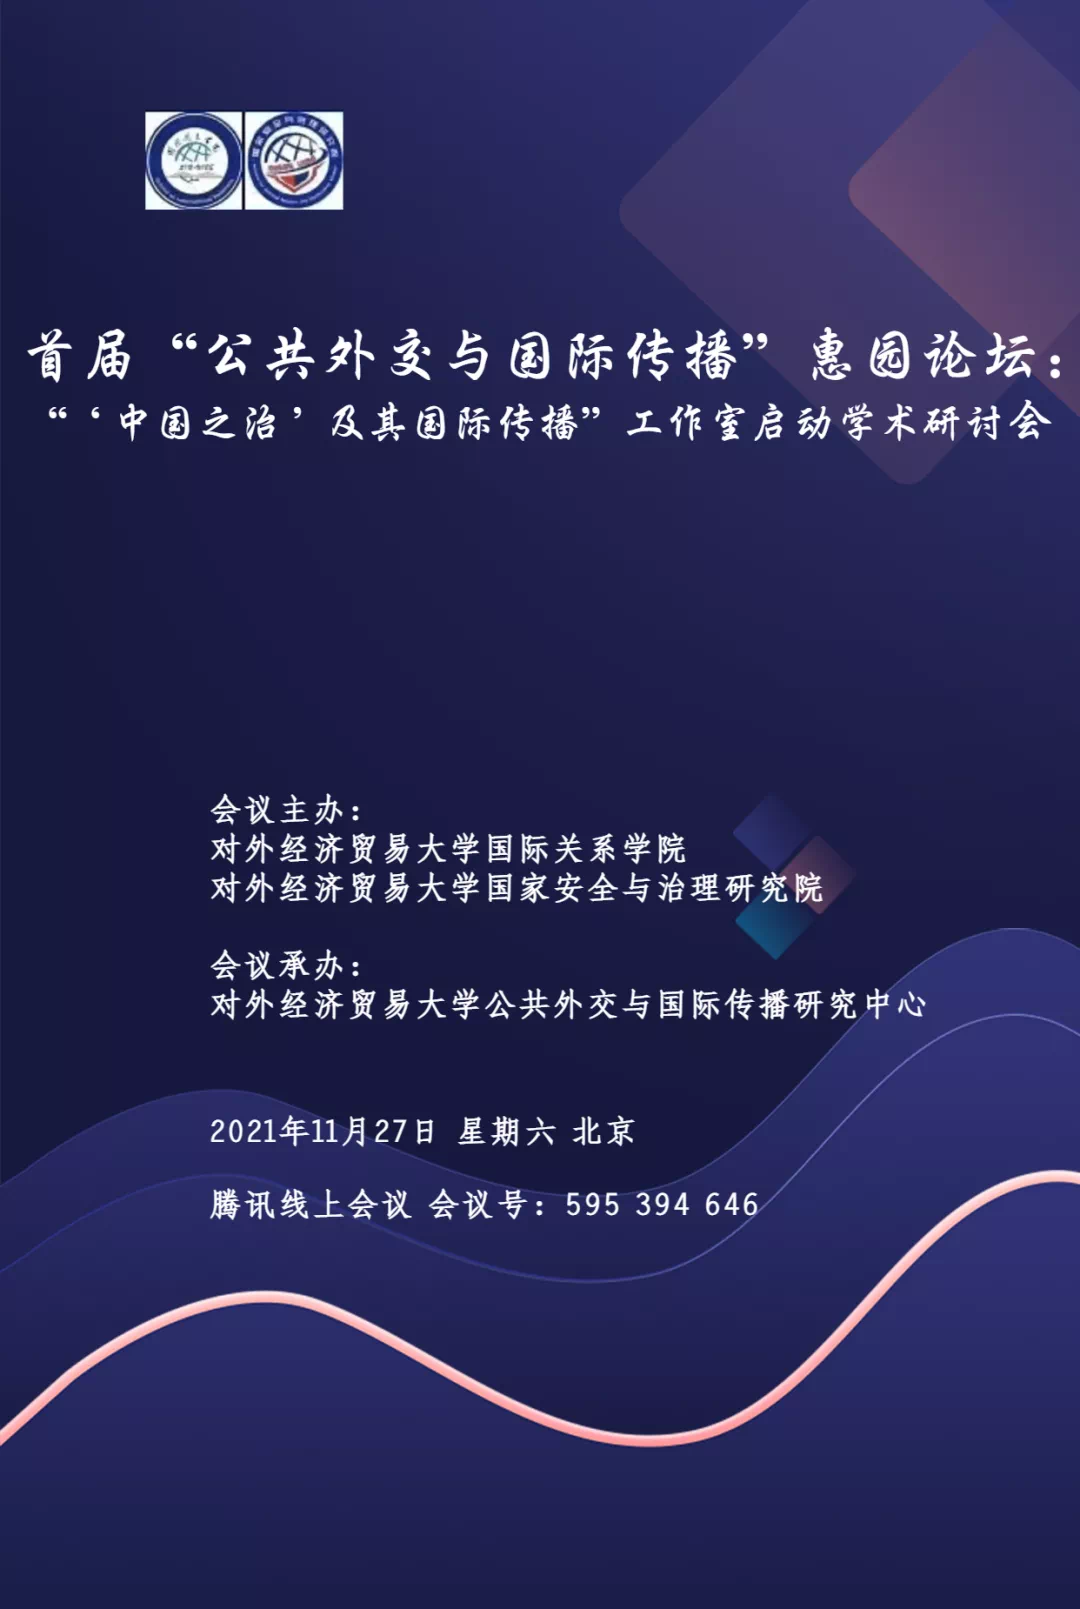 首届“公共外交与国际传播”惠园论坛：
“‘中国之治’及其国际传播”工作室启动学术研讨会
会议主办：
对外经济贸易大学国际关系学院
对外经济贸易大学国家安全与治理研究院
会议承办：
对外经济贸易大学公共外交与国际传播研究中心
2021年11月27日 星期六 北京
腾讯线上会议 会议号：595 394 646